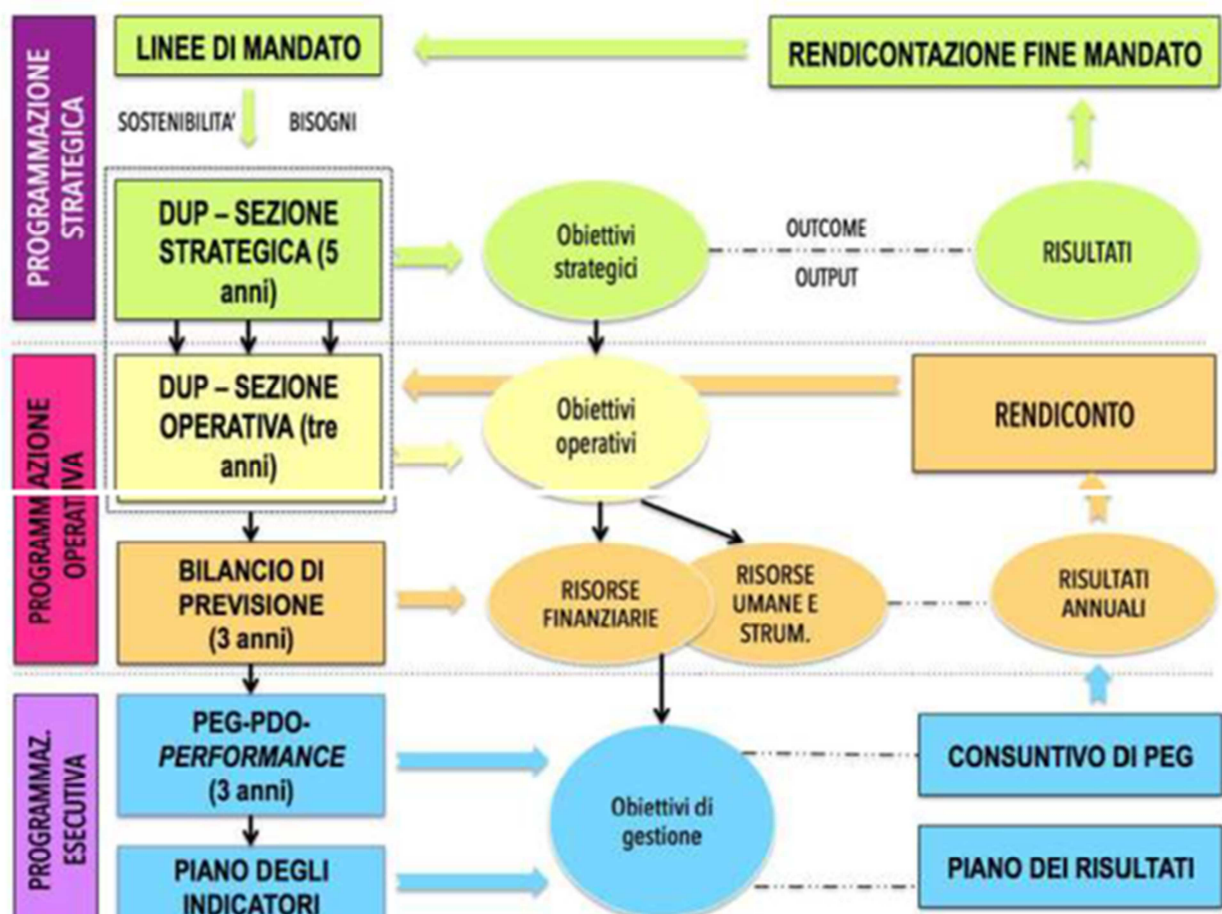 PROGRAMMAZIONE
STRATEGICA
LINEE DI MANDATO
RENDICONTAZIONE FINE MANDATO
SOSTENIBILITA'
BISOGNI
DUP – SEZIONE
STRATEGICA (5
anni)
Obiettivi
strategici
OUTCOME
OUTPUT
RISULTATI
PROGRAMMAZIONE
OPERATIVA
DUP – SEZIONE
OPERATIVA (tre
anni)
Obiettivi
operativi
RENDICONTO
BILANCIO DI
PREVISIONE
(3 anni)
RISORSE
FINANZIARIE
RISORSE
UMANE E
STRUM.
RISULTATI
ANNUALI
PROGRAMMAZ.
ESECUTIVA
PEG-PDO-
PERFORMANCE
(3 anni)
Obiettivi di
gestione
CONSUNTIVO DI PEG
PIANO DEGLI
INDICATORI
PIANO DEI RISULTATI